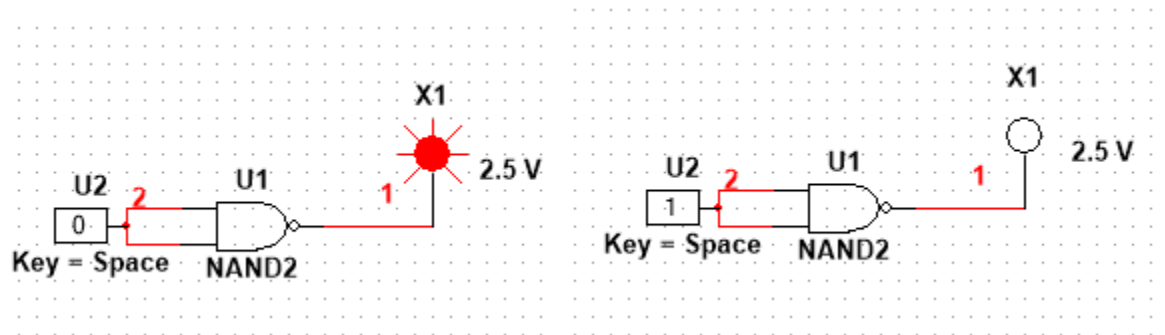 X1
2.5 V
1
U2
2
U1
0
Key = Space
NAND2
X1
2.5 V
1
U2
2
U1
1
Key = Space
NAND2